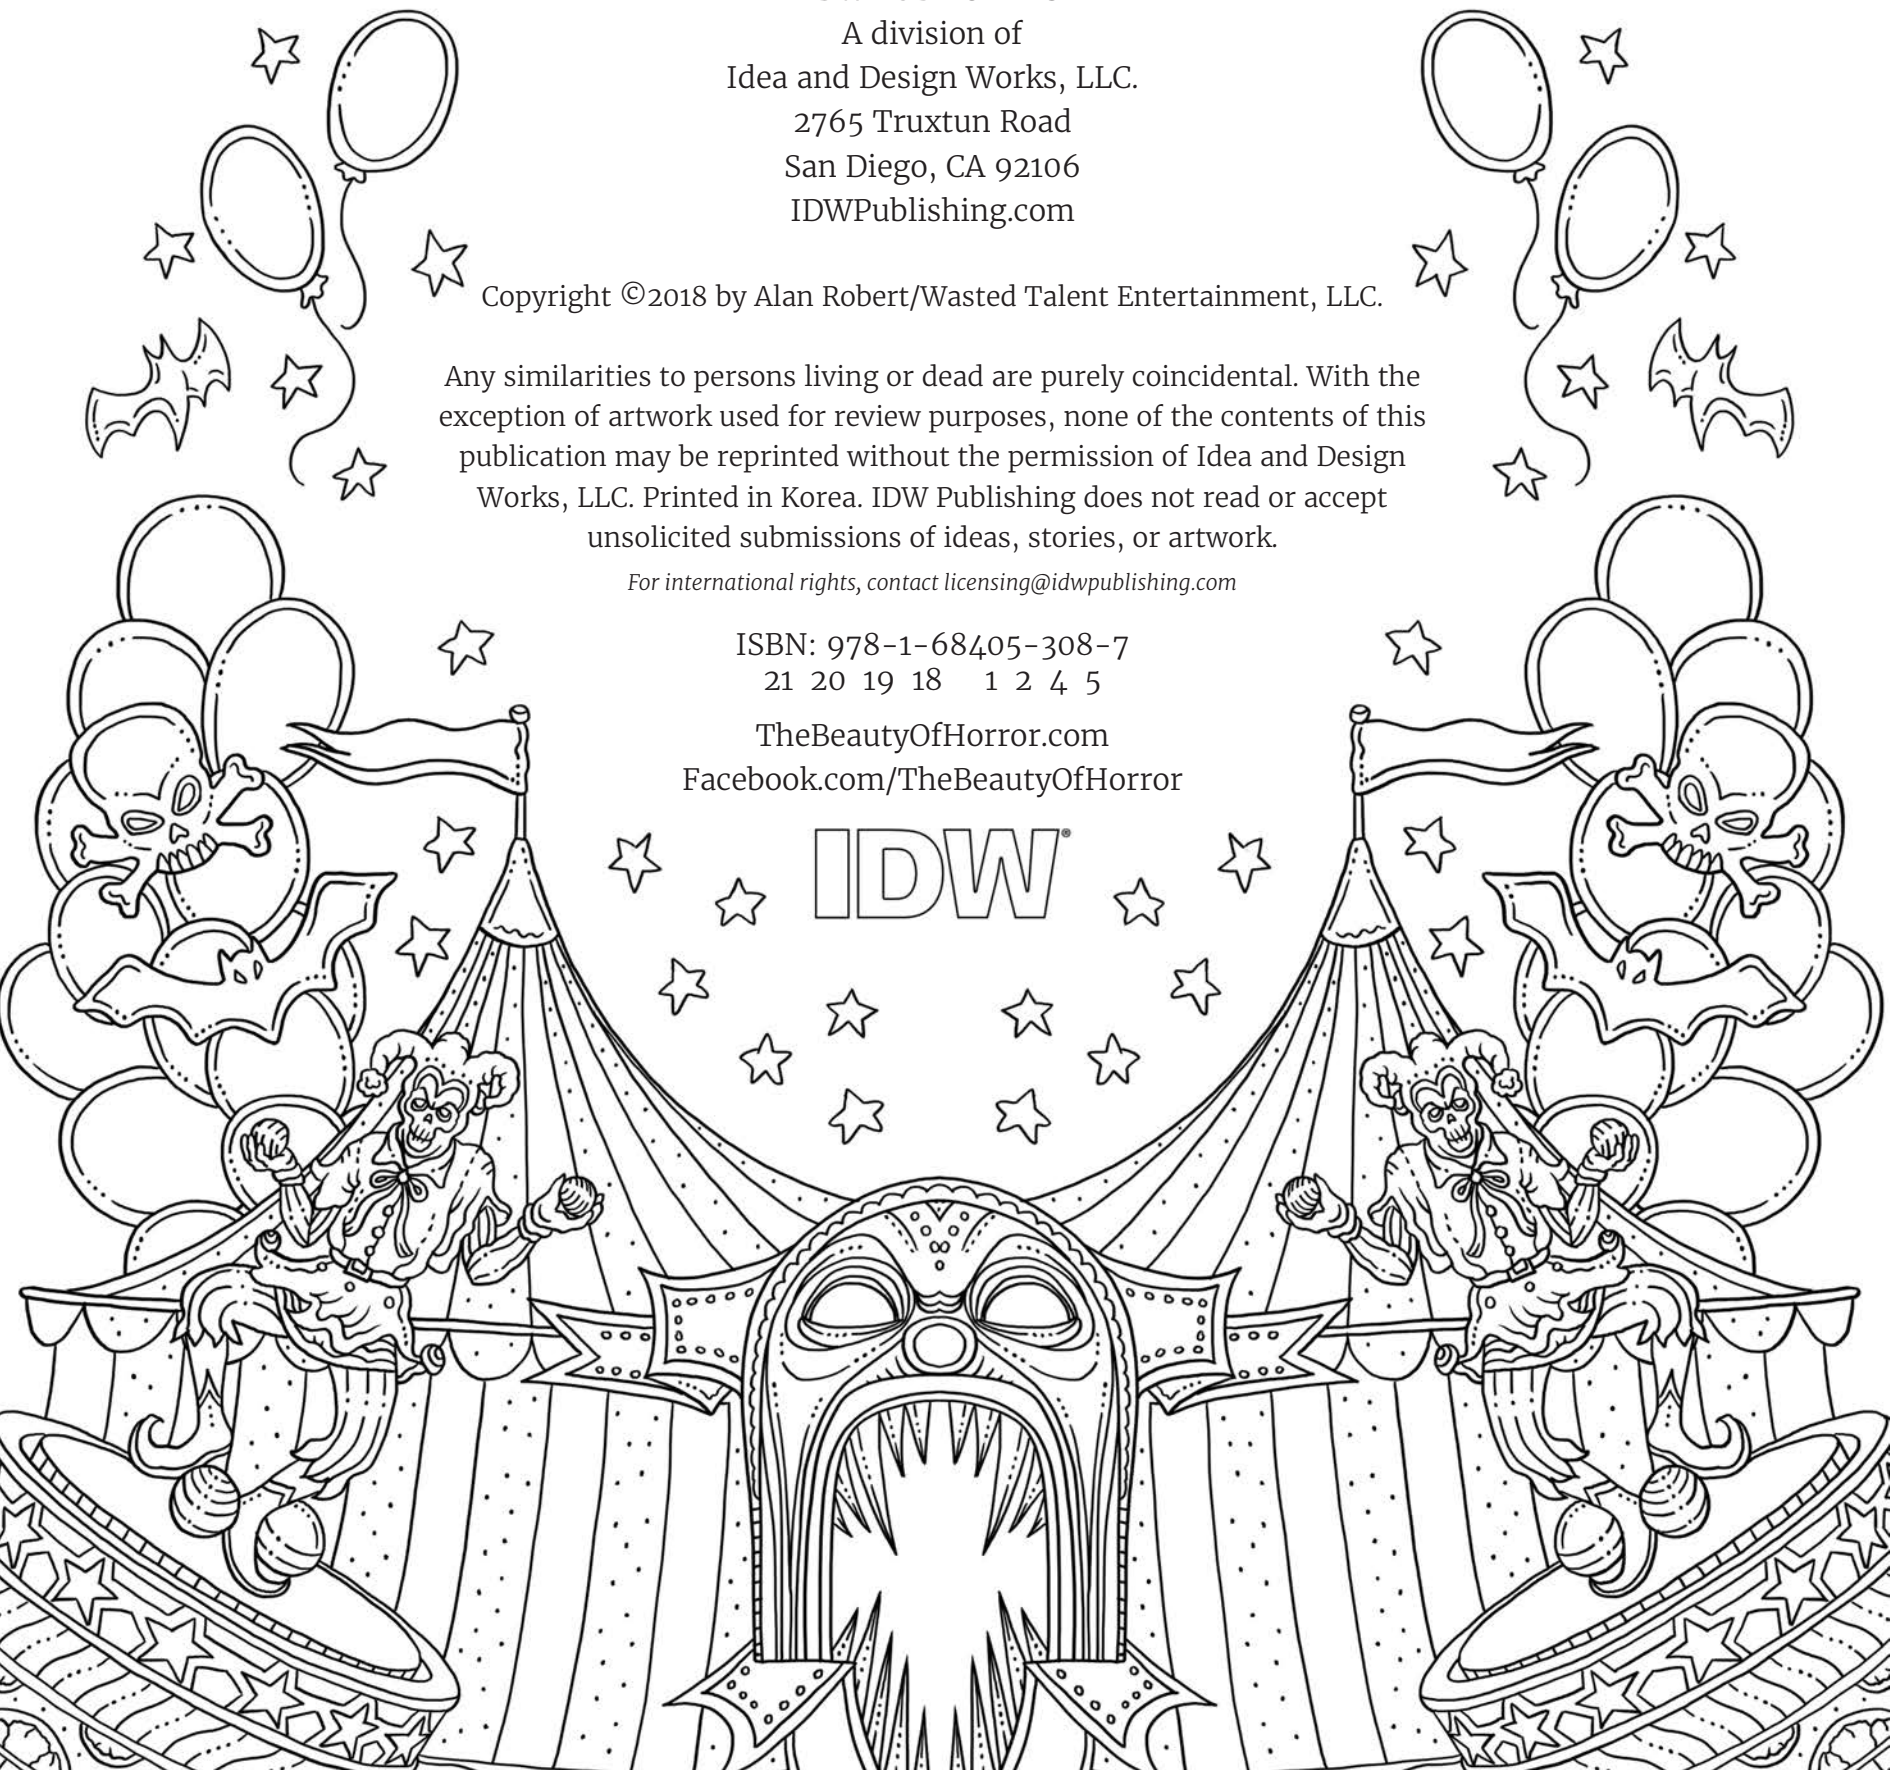 A division of
Idea and Design Works, LLC.
2765 Truxtun Road
San Diego, CA 92106
IDWPublishing.com
Copyright ©2018 by Alan Robert/Wasted Talent Entertainment, LLC.
Any similarities to persons living or dead are purely coincidental. With the
exception of artwork used for review purposes, none of the contents of this
publication may be reprinted without the permission of Idea and Design
Works, LLC. Printed in Korea. IDW Publishing does not read or accept
unsolicited submissions of ideas, stories, or artwork.
For international rights, contact licensing@idwpublishing.com
ISBN: 978-1-68405-308-7
21 20 19 18 1 2 4 5
TheBeautyOfHorror.com
Facebook.com/TheBeautyOfHorror
IDW®